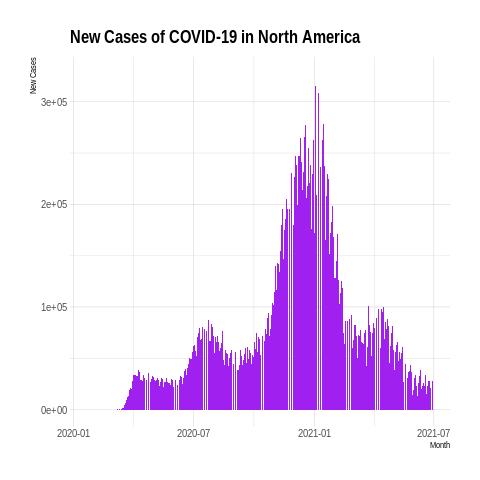 New Cases of COVID-19 in North America
New Cases
3e+05
2e+05
1e+05
0e+00
2020-01 2020-07 2021-01 2021-07
Month